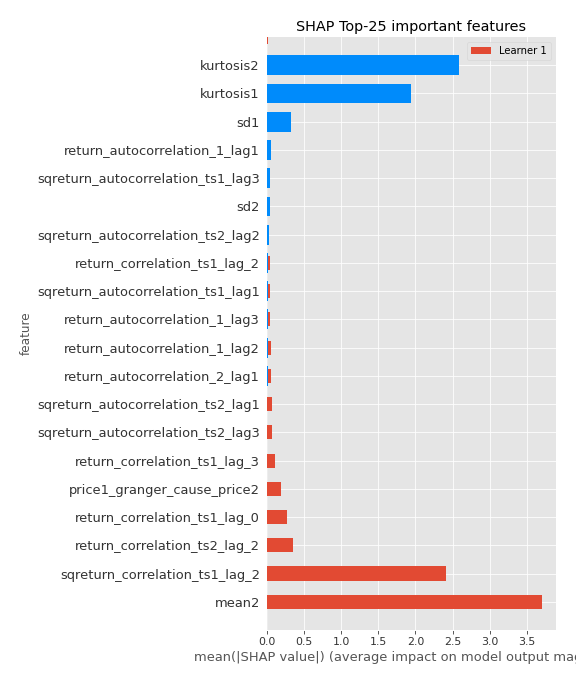 SHAP Top-25 important features
Learner 1
kurtosis2
kurtosis1
sd1
return_autocorrelation_1_lag1
sqreturn_autocorrelation_ts1_lag3
sd2
sqreturn_autocorrelation_ts2_lag2
return_correlation_ts1_lag_2
sqreturn_autocorrelation_ts1_lag1
return_autocorrelation_1_lag3
return_autocorrelation_1_lag2
return_autocorrelation_2_lag1
sqreturn_autocorrelation_ts2_lag1
sqreturn_autocorrelation_ts2_lag3
return_correlation_ts1_lag_3
price1_granger_cause_price2
return_correlation_ts1_lag_0
return_correlation_ts2_lag_2
sqreturn_correlation_ts1_lag_2
mean2
feature
0.0 0.5 1.0 1.5 2.0 2.5 3.0 3.5
mean(|SHAP value|) (average impact on model output mag